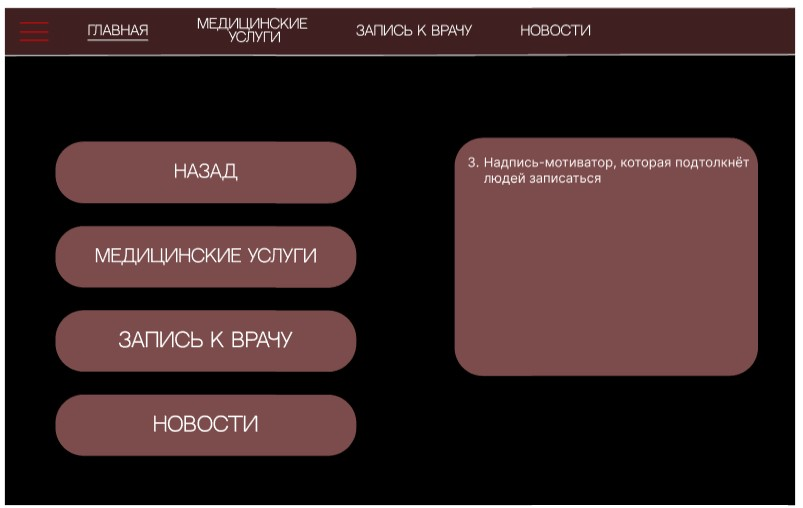 ГЛАВНАЯ
МЕДИЦИНСКИЕ
УСЛУГИ
ЗАПИСЬ К ВРАЧУ
НОВОСТИ
НАЗАД
МЕДИЦИНСКИЕ УСЛУГИ
ЗАПИСЬ К ВРАЧУ
НОВОСТИ
3. Надпись-мотиватор, которая подтолкнёт
людей записаться